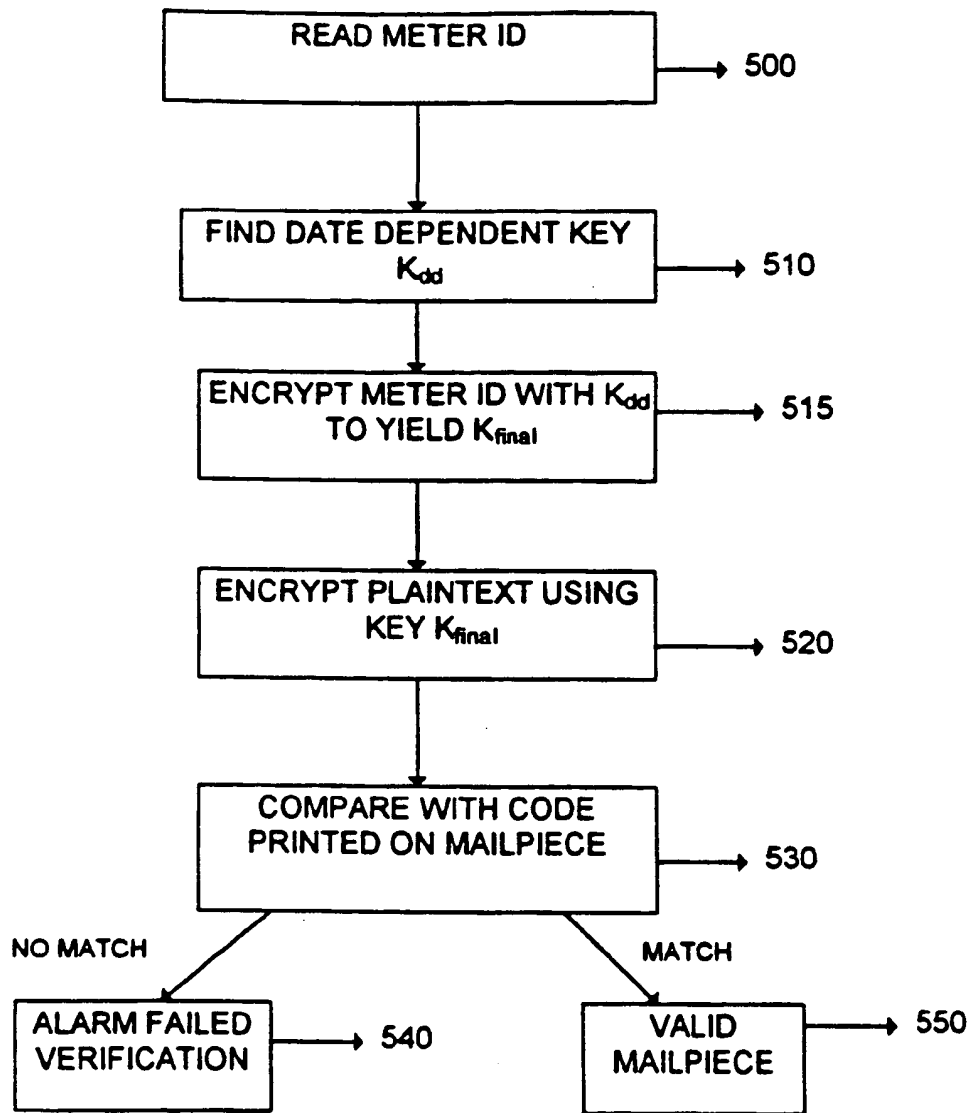 READ METER ID
500
FIND DATE DEPENDENT KEY
Kdd
510
ENCRYPT METER ID WITH Kdd
TO YIELD Kfinal
515
ENCRYPT PLAINTEXT USING
KEY Kfinal
520
COMPARE WITH CODE
PRINTED ON MAILPIECE
530
NO MATCH
MATCH
ALARM FAILED
VERIFICATION
540
VALID
MAILPIECE
550